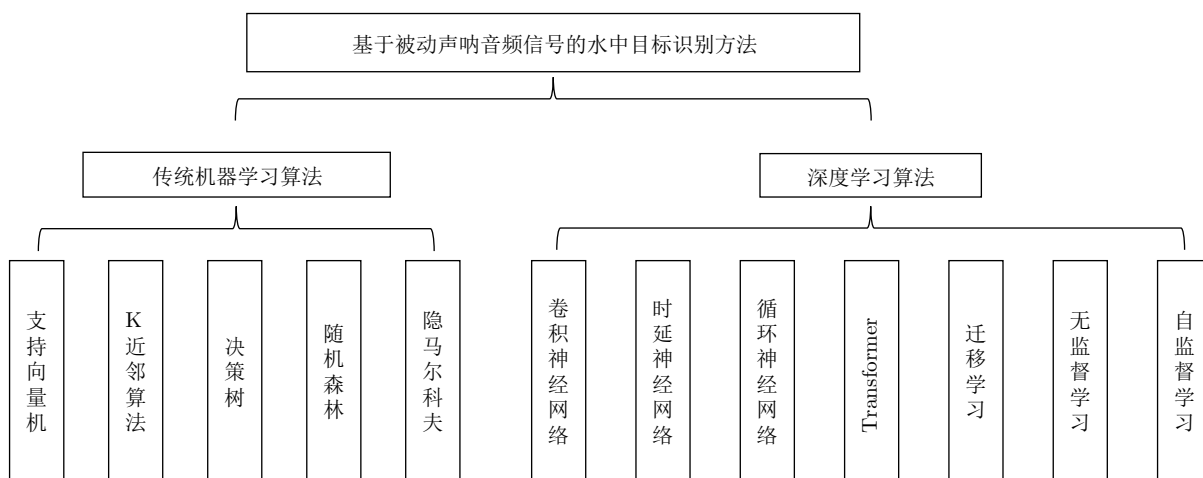 基于被动声呐音频信号的水中目标识别方法
传统机器学习算法
深度学习算法
支持向量机
K近邻算法
决策树
随机森林
隐马尔科夫
卷积神经网络
时延神经网络
循环神经网络
Transformer
迁移学习
无监督学习
自监督学习